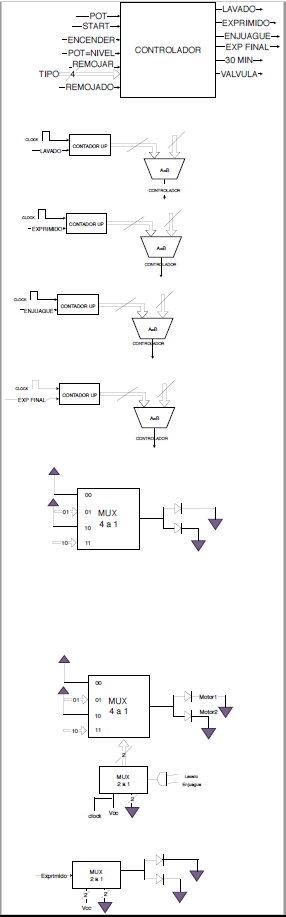 POT
START
ENCENDER
POT=NIVEL
REMOJAR
TIPO 4
REMOJADO
CONTROLADOR
LAVADO
EXPRIMIDO
ENJUAGUE
EXP FINAL
30 MIN
VALVULA
CLOCK
LAVADO
CONTADOR UP
A=B
CONTROLADOR
CLOCK
EXPRIMIDO
CONTADOR UP
A=B
CONTROLADOR
CLOCK
ENJUAGUE
CONTADOR UP
A=B
CONTROLADOR
CLOCK
EXP FINAL
CONTADOR UP
A=B
CONTROLADOR
00
01 01
10
10 11
MUX
4 a 1
00
01 01
10
10 11
MUX
4 a 1
Motor1
Motor2
2
MUX
2 a 1
Lavado
Enjuague
2
clock
Vcc
Exprimido
MUX
2 a 1
2 2
Vcc